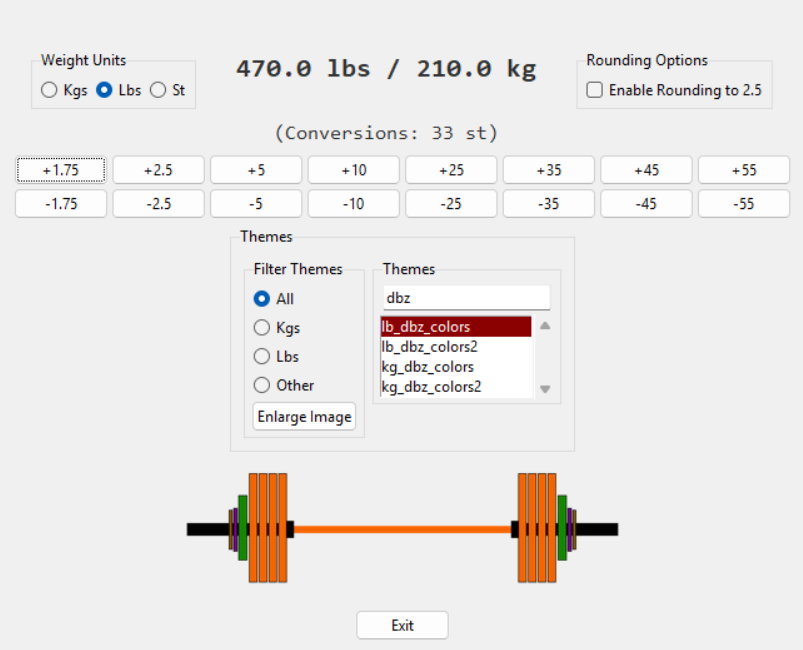 Weight Units
Kgs Lbs St
470.0 lbs / 210.0 kg
Rounding Options
Enable Rounding to 2.5
(Conversions: 33 st)
+1.75 +2.5 +5 +10 +25 +35 +45 +55
-1.75 -2.5 -5 -10 -25 -35 -45 -55
Themes
Filter Themes
All
Kgs
Lbs
Other
Enlarge Image
Themes
dbz
lb_dbz_colors
lb_dbz_colors2
kg_dbz_colors
kg_dbz_colors2
Exit